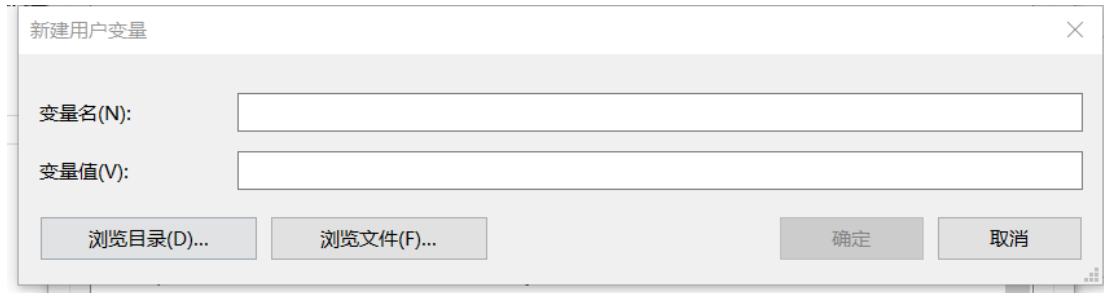 新建用户变量
变量名(N):
变量值(V):
浏览目录(D)...
浏览文件(F)...
确定
取消